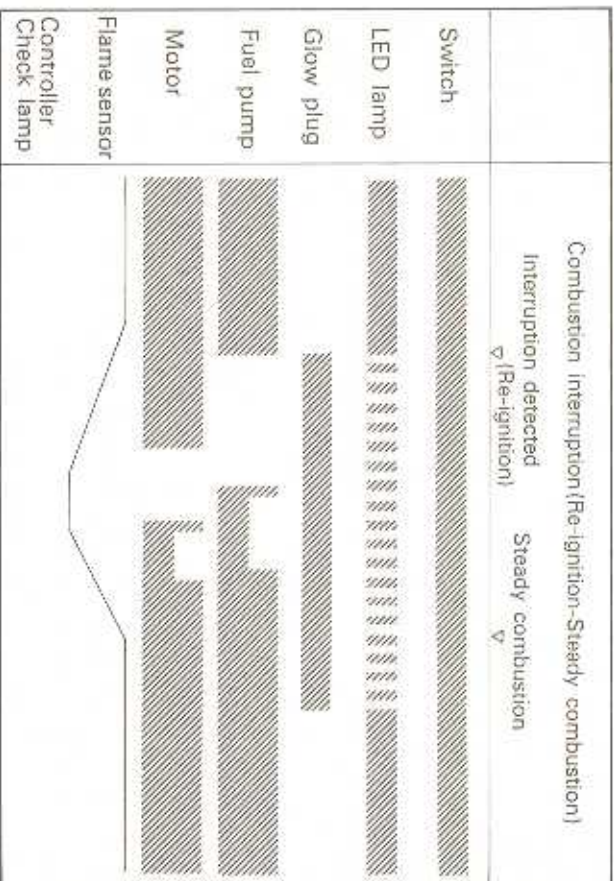 Combustion interruption(Re-ignition-Steady combustion)
Interruption detected
▽(Re-ignition)
Steady combustion
▽
Switch
LED lamp
Glow plug
Fuel pump
Motor
Flame sensor
Controller
Check lamp